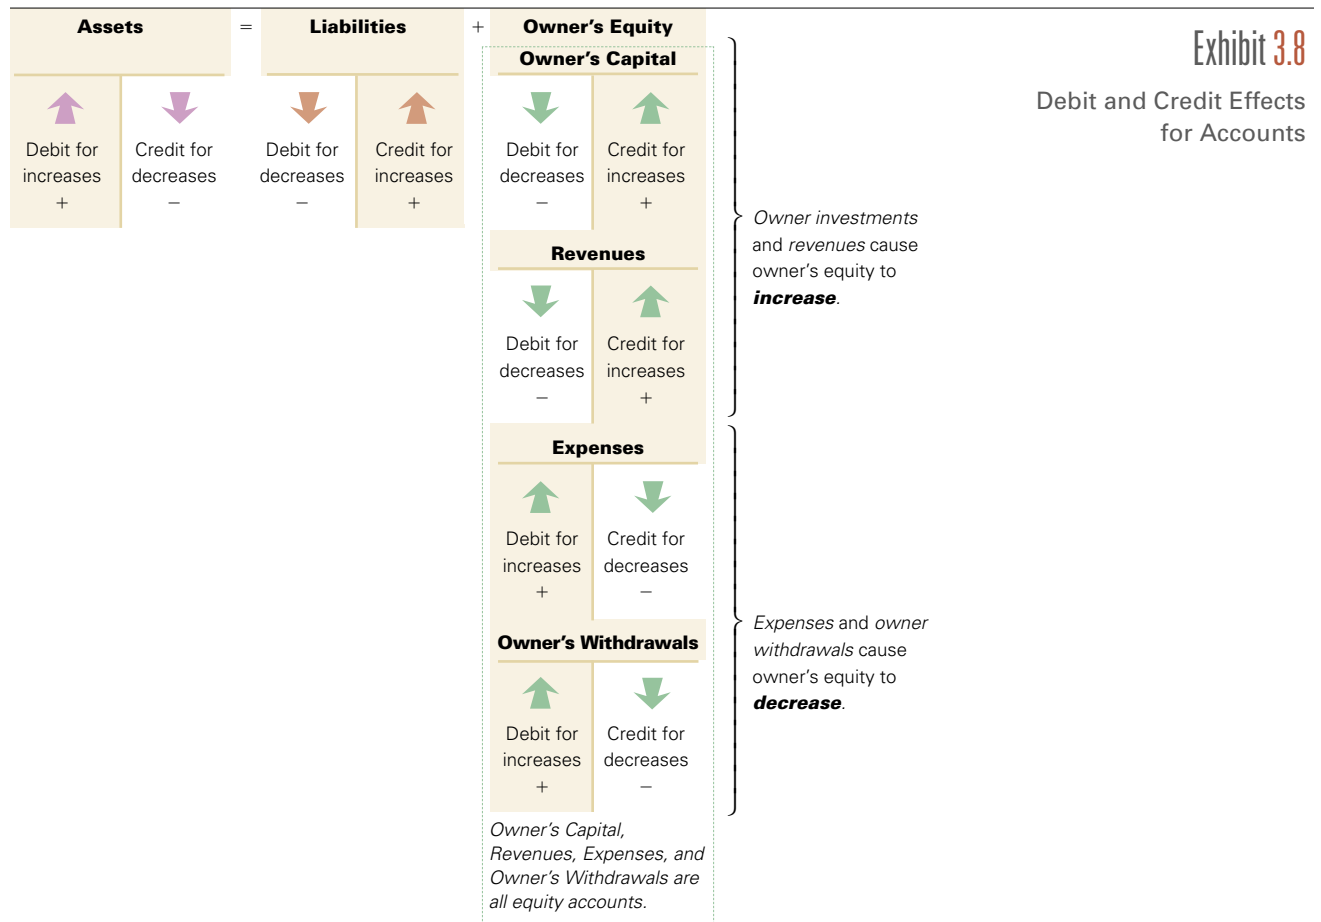 Assets = Liabilities + Owner's Equity
Exhibit 3.8
Debit and Credit Effects
for Accounts
Owner's Capital
Debit for
increases
+
Credit for
decreases
−
Debit for
decreases
−
Credit for
increases
+
Debit for
decreases
−
Credit for
increases
+
Revenues
Debit for
decreases
−
Credit for
increases
+
Owner investments
and revenues cause
owner's equity to
increase.
Expenses
Debit for
increases
+
Credit for
decreases
−
Owner's Withdrawals
Debit for
increases
+
Credit for
decreases
−
Expenses and owner
withdrawals cause
owner's equity to
decrease.
Owner's Capital,
Revenues, Expenses, and
Owner's Withdrawals are
all equity accounts.